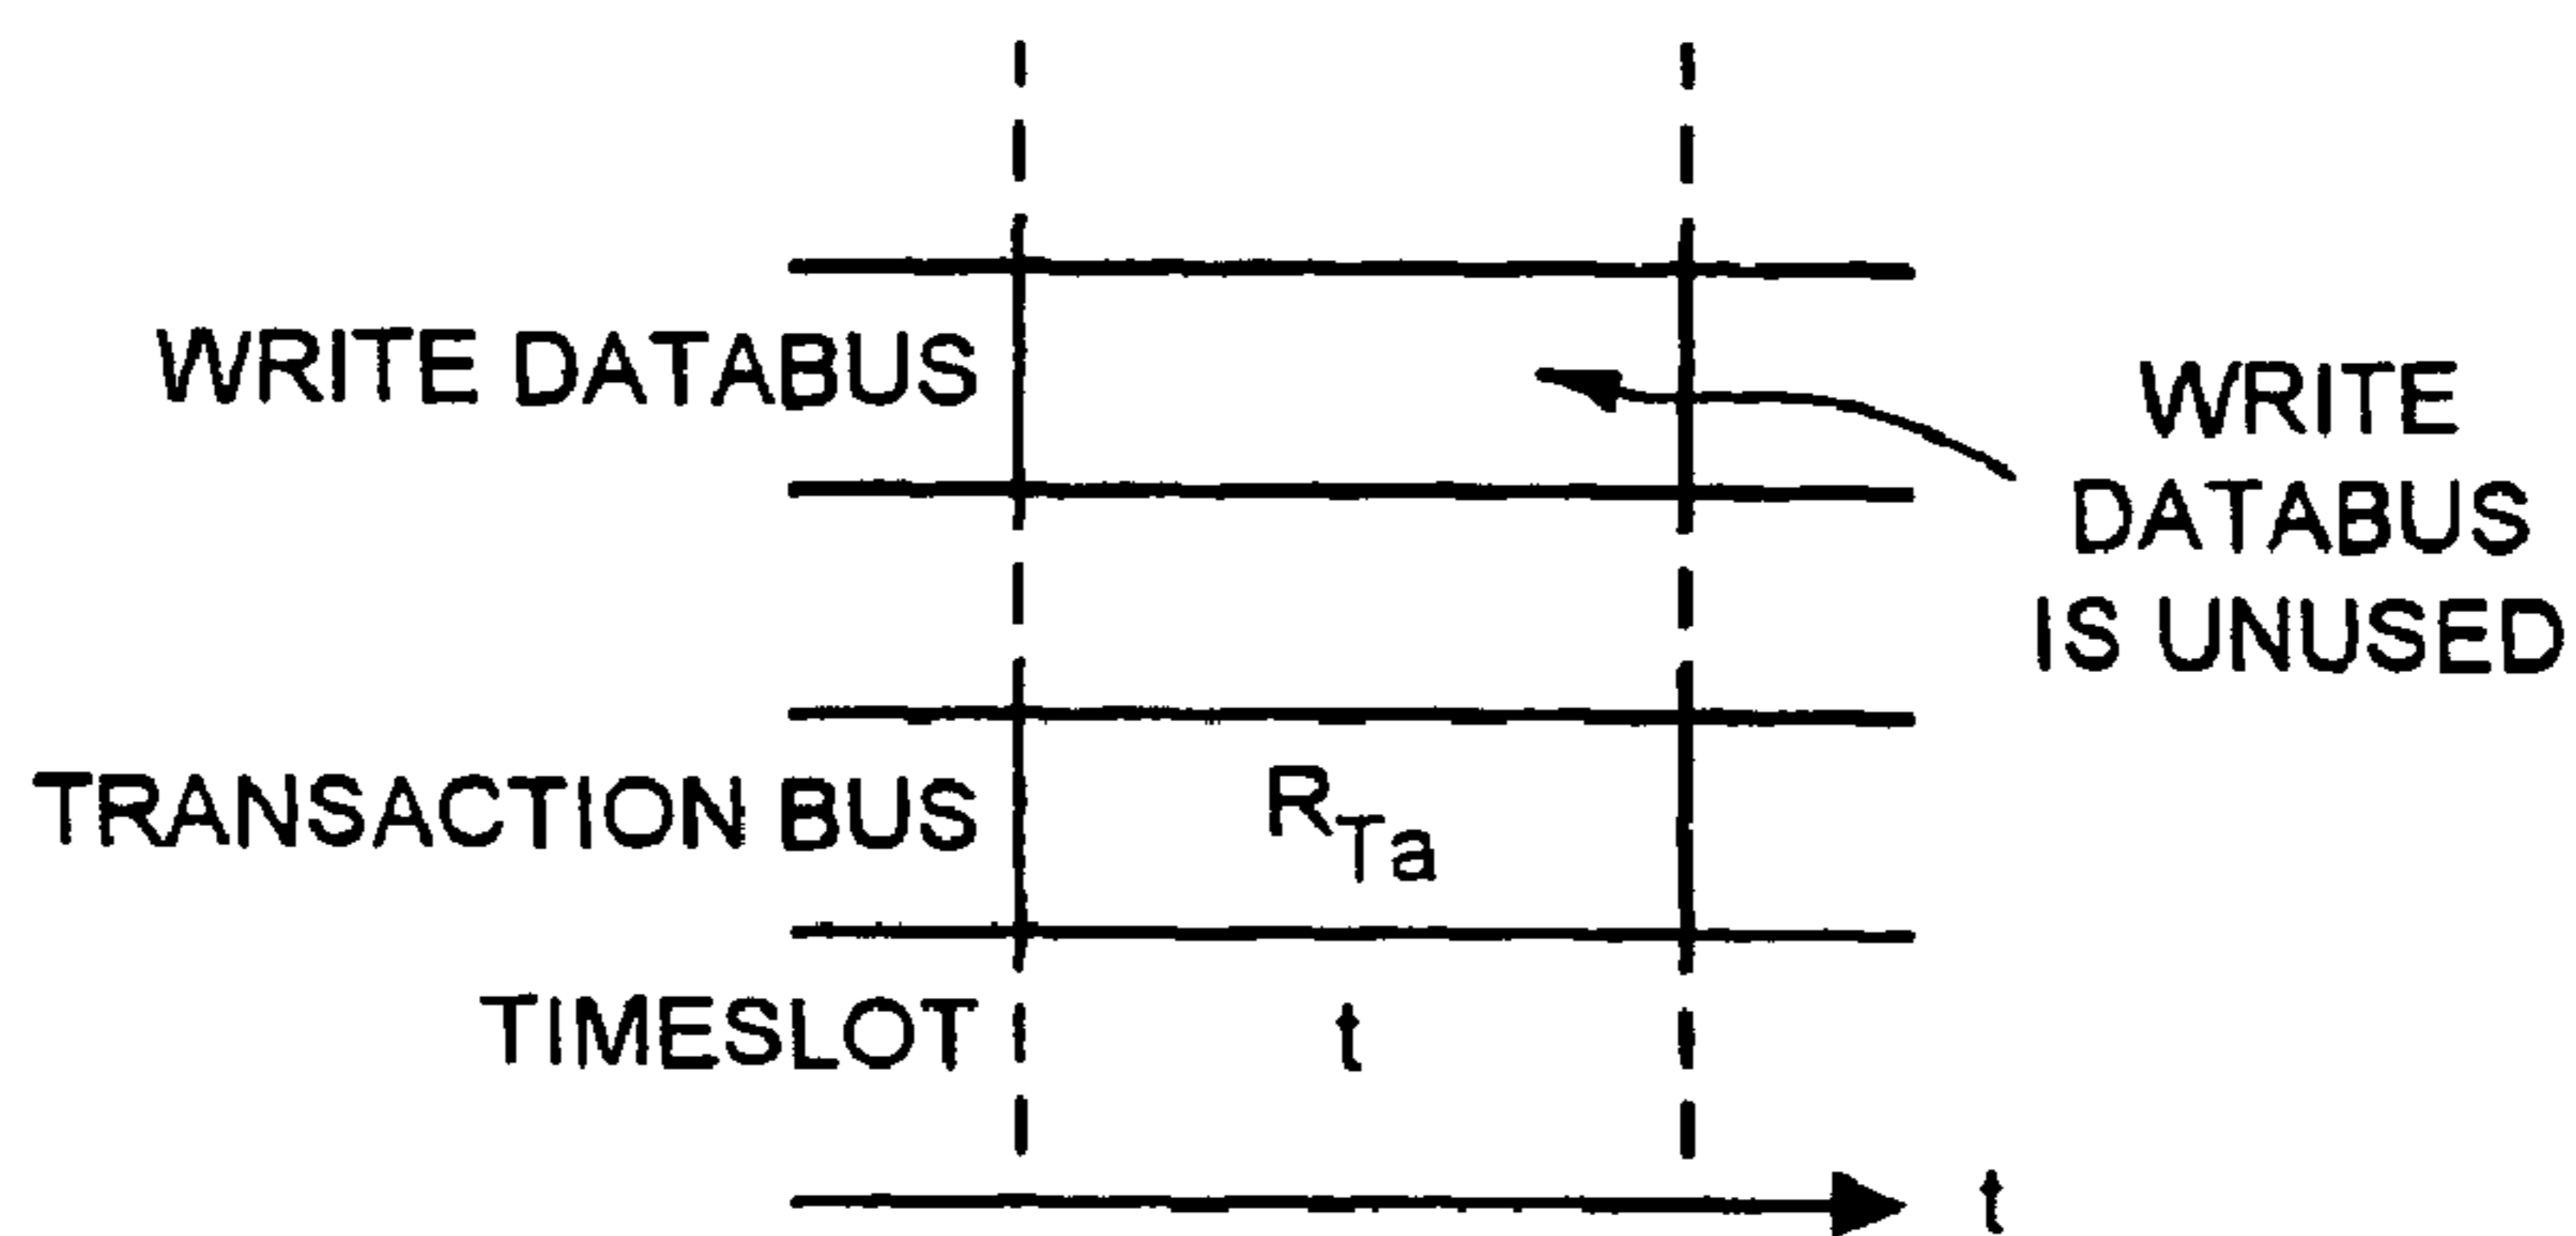 WRITE DATABUS
WRITE
DATABUS
IS UNUSED
TRANSACTION BUS
R_Ta
TIMESLOT
t
t